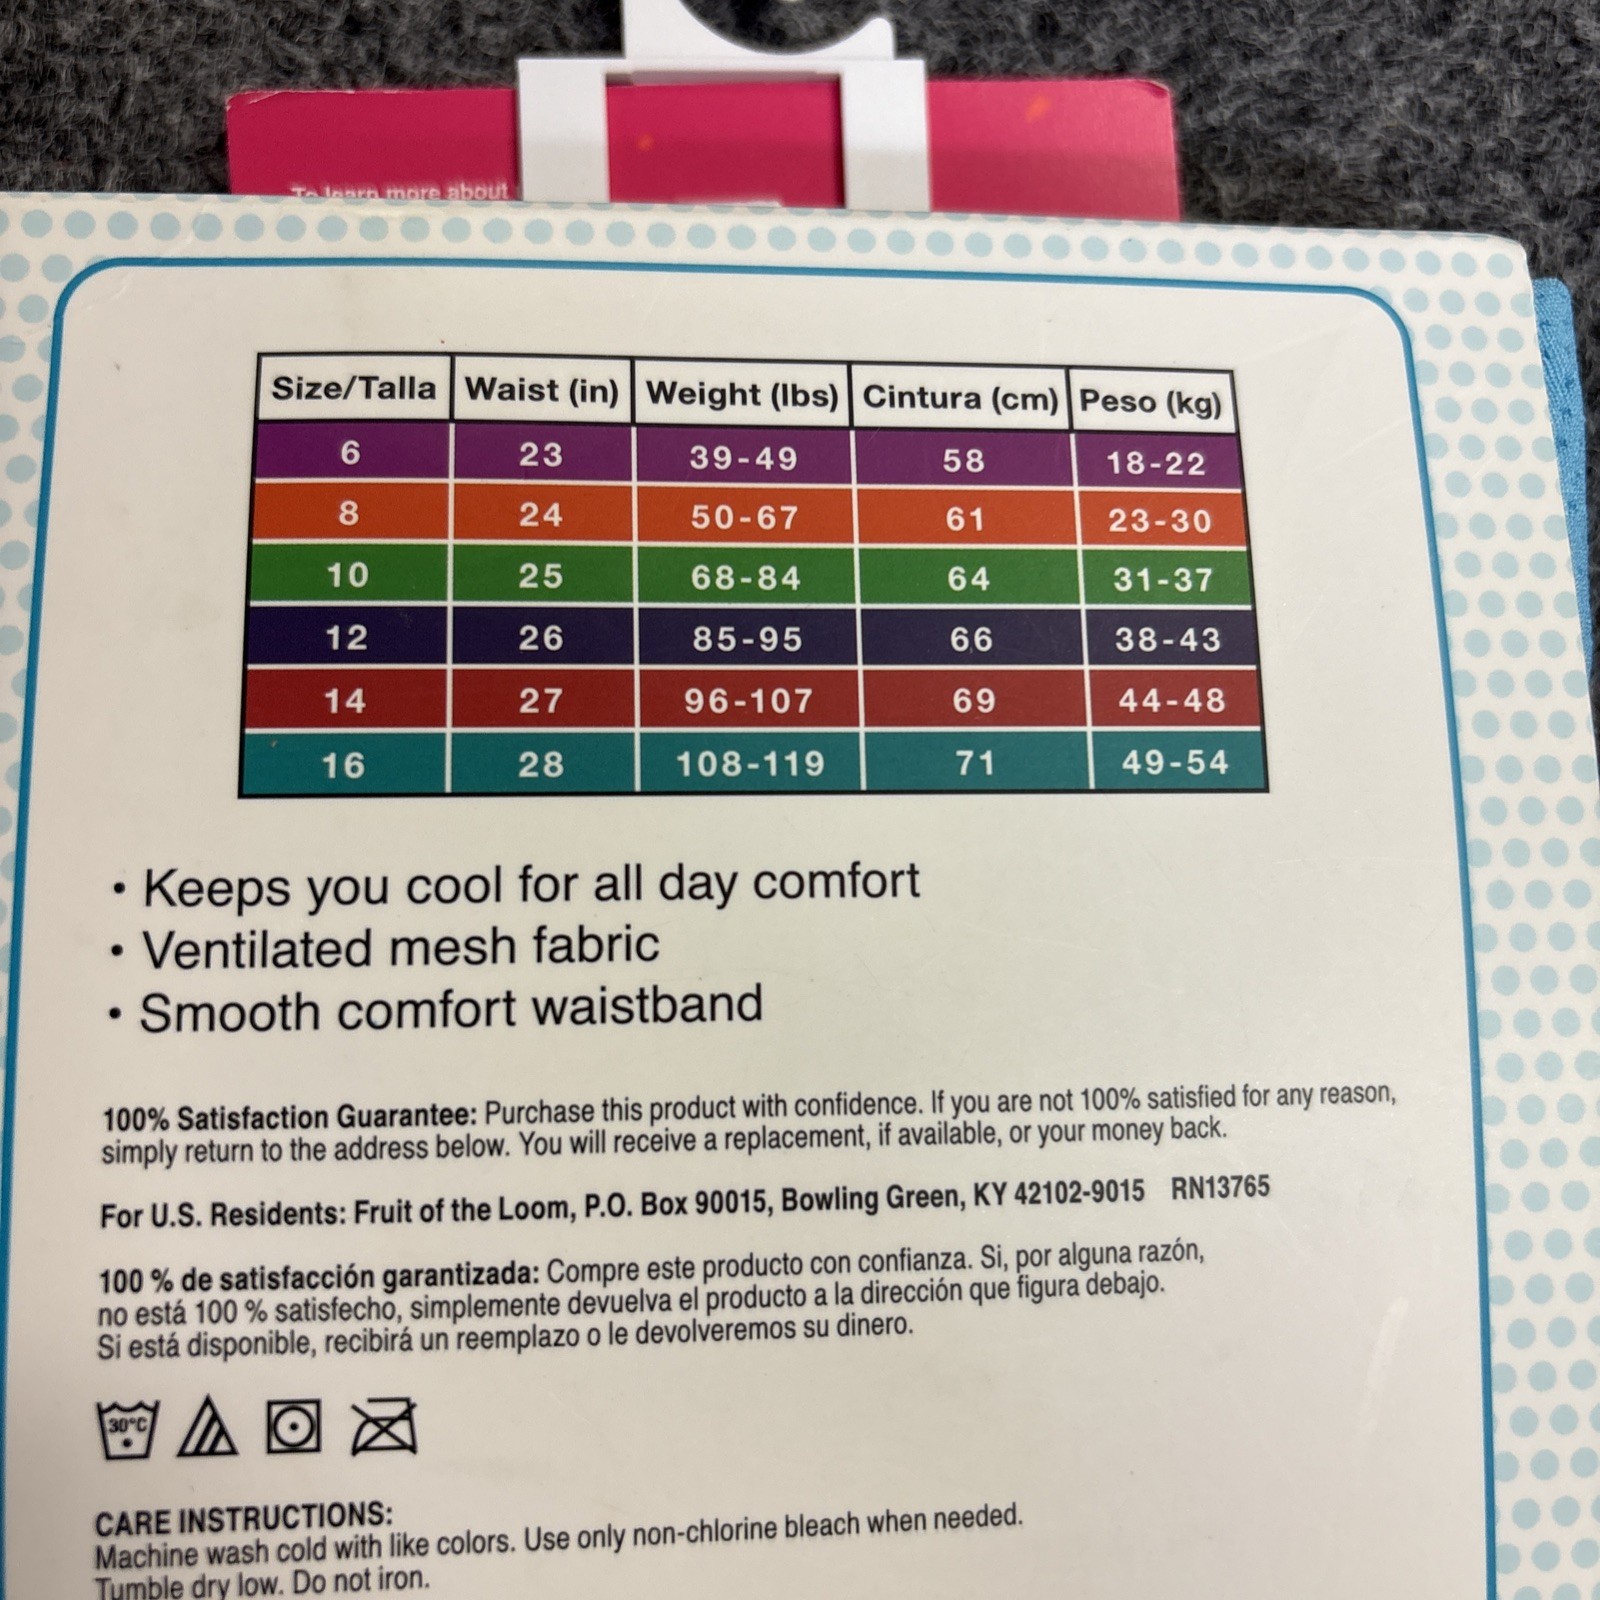 To learn more about
Size/Talla Waist (in) Weight (lbs) Cintura (cm) Peso (kg)
6 23 39-49 58 18-22
8 24 50-67 61 23-30
10 25 68-84 64 31-37
12 26 85-95 66 38-43
14 27 96-107 69 44-48
16 28 108-119 71 49-54
• Keeps you cool for all day comfort
• Ventilated mesh fabric
• Smooth comfort waistband
100% Satisfaction Guarantee: Purchase this product with confidence. If you are not 100% satisfied for any reason,
simply return to the address below. You will receive a replacement, if available, or your money back.
For U.S. Residents: Fruit of the Loom, P.O. Box 90015, Bowling Green, KY 42102-9015 RN13765
100 % de satisfacción garantizada: Compre este producto con confianza. Si, por alguna razón,
no está 100 % satisfecho, simplemente devuelva el producto a la dirección que figura debajo.
Si está disponible, recibirá un reemplazo o le devolveremos su dinero.
30°C
CARE INSTRUCTIONS:
Machine wash cold with like colors. Use only non-chlorine bleach when needed.
Tumble dry low. Do not iron.